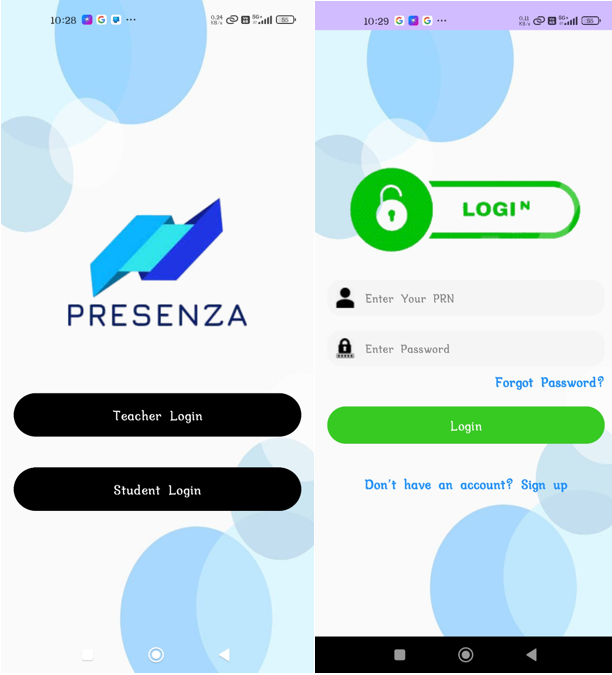 10:28
0.24
KB/s
5G+
55
PRESENZA
Teacher Login
Student Login
10:29
0.11
KB/s
5G+
55
LOGIN
Enter Your PRN
Enter Password
Forgot Password?
Login
Don't have an account? Sign up